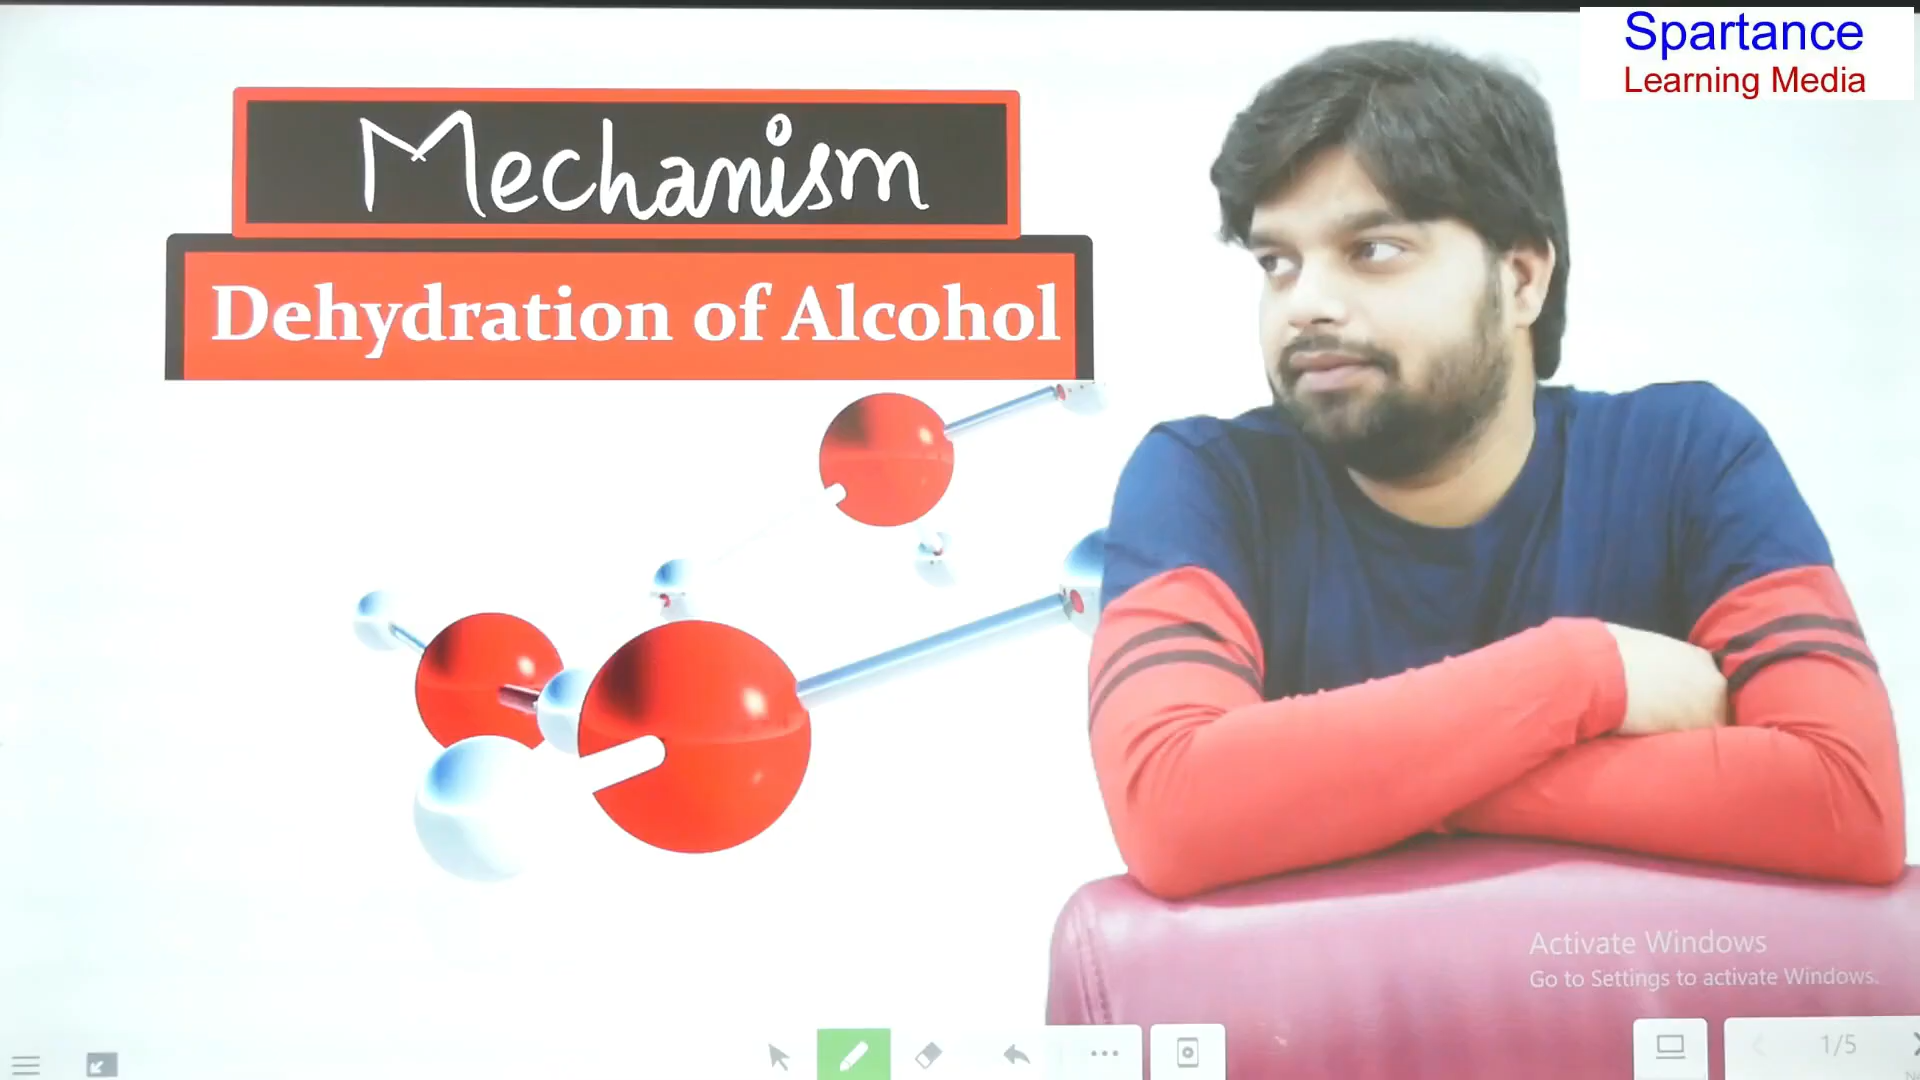 Spartance
Learning Media
Mechanism
Dehydration of Alcohol
Activate Windows
Go to Settings to activate Windows.
1/5